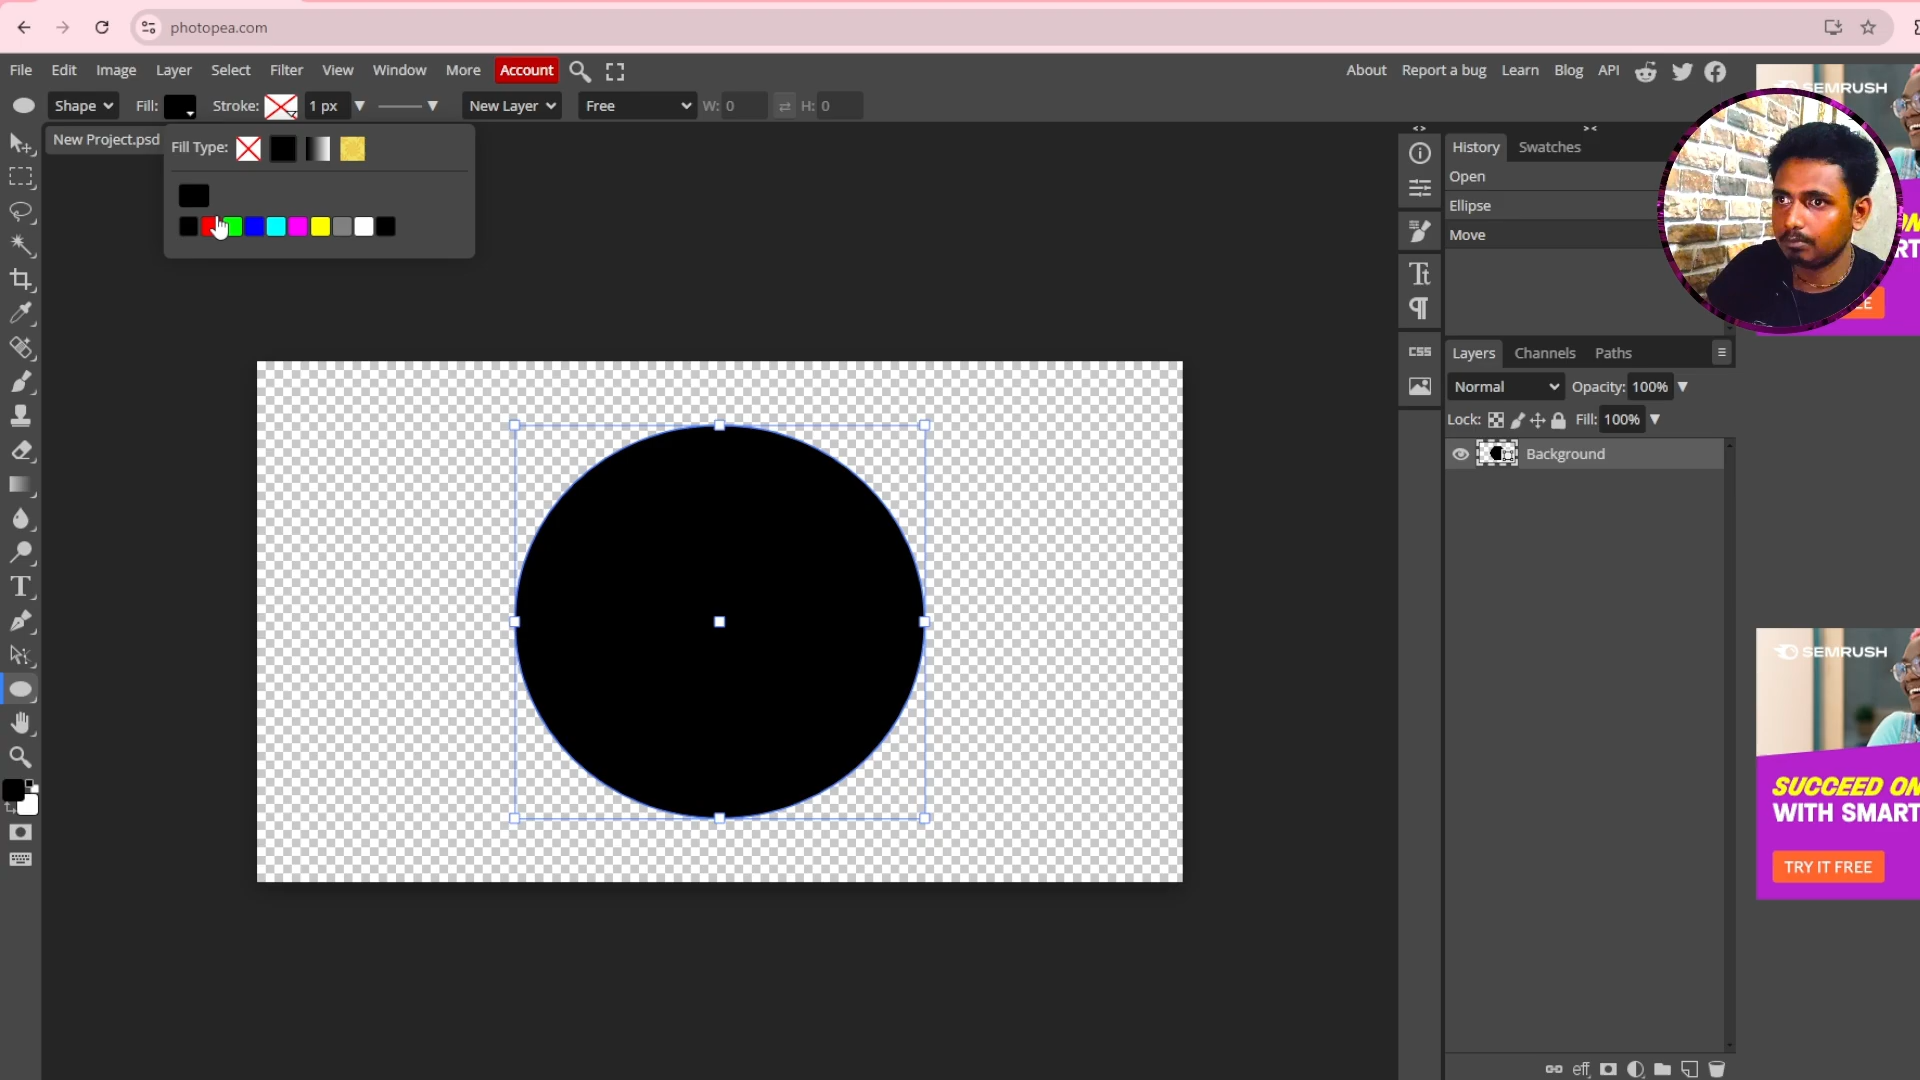 photopea.com
File Edit Image Layer Select Filter View Window More Account
About Report a bug Learn Blog API
Shape Fill: Stroke: 1 px New Layer Free W: 0 H: 0
New Project.psd
Fill Type:
History Swatches
Open
Ellipse
Move
CSS
Layers Channels Paths
Normal Opacity: 100%
Lock: Fill: 100%
Background
eff
SEMRUSH
SEMRUSH
SUCCEED ON
WITH SMART
TRY IT FREE